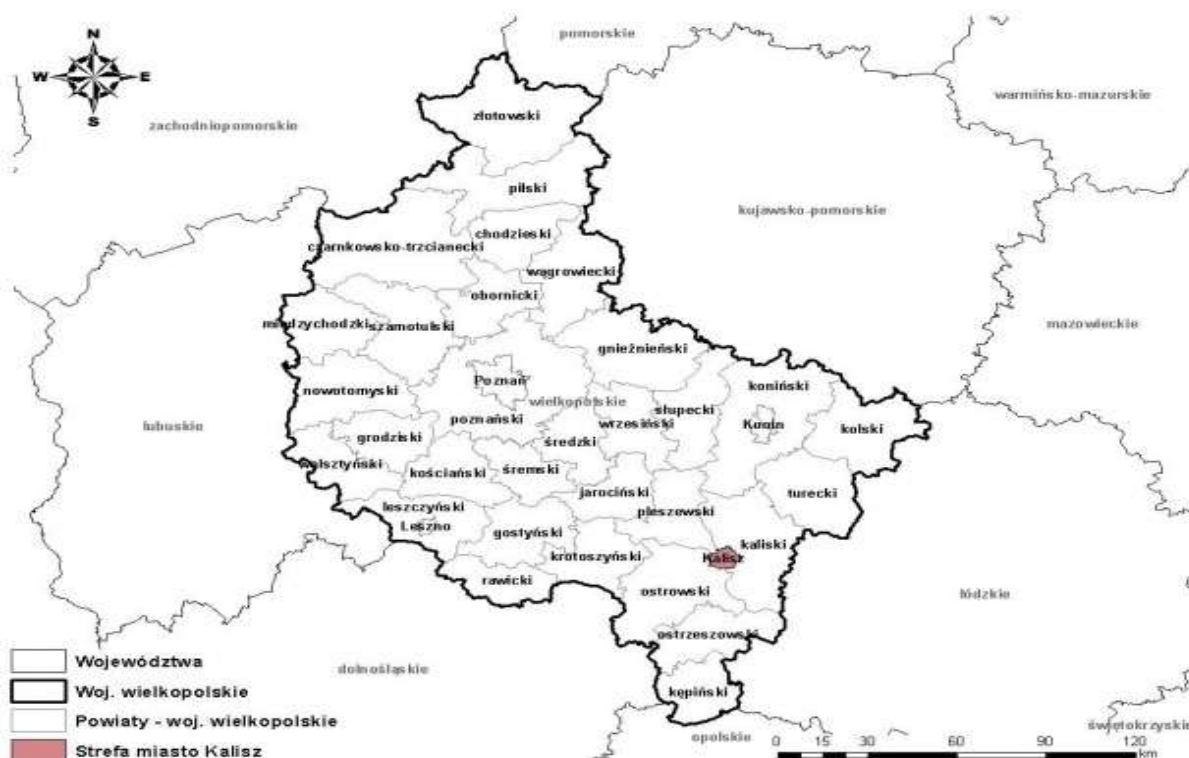 N
pomorskie
W E
warmińsko-mazurskie
S
złotowski
zachodniopomorskie
pilski
kujawsko-pomorskie
chodzieski
czarnkowsko-trzcianecki
wągrowiecki
obornicki
międzychodzki
szamotulski
mazowieckie
gnieźnieński
Poznań
koniński
nowotomyski
wielkopolskie
słupecki
lubuskie
poznański
wrzesiński
Konin
kolski
grodziski
średzki
wolsztyński
kościański
śremski
jarociński
turecki
leszczyński
pleszewski
Leszno
gostyński
kaliski
krotoszyński
Kalisz
rawicki
ostrowski
łódzkie
ostrzeszowski
Województwa
dolnośląskie
Woj. wielkopolskie
kępiński
Powiaty - woj. wielkopolskie
opolskie
świętokrzyskie
Strefa miasto Kalisz
0 15 30 60 90 120
km